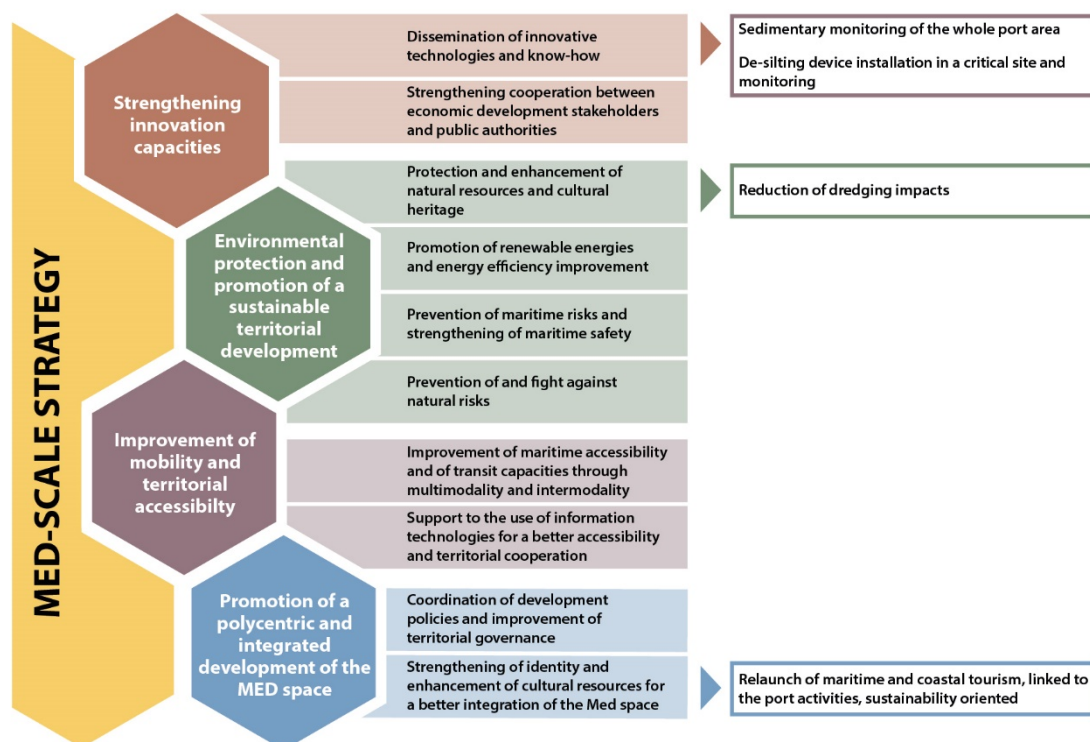 MED-SCALE STRATEGY
Strengthening
innovation
capacities
Dissemination of innovative
technologies and know-how
Strengthening cooperation between
economic development stakeholders
and public authorities
Sedimentary monitoring of the whole port area
De-silting device installation in a critical site and
monitoring
Environmental
protection and
promotion of a
sustainable
territorial
development
Protection and enhancement of
natural resources and cultural
heritage
Reduction of dredging impacts
Promotion of renewable energies
and energy efficiency improvement
Prevention of maritime risks and
strengthening of maritime safety
Prevention of and fight against
natural risks
Improvement of
mobility and
territorial
accessibilty
Improvement of maritime accessibility
and of transit capacities through
multimodality and intermodality
Support to the use of information
technologies for a better accessibility
and territorial cooperation
Promotion of a
polycentric and
integrated
development of the
MED space
Coordination of development
policies and improvement of
territorial governance
Strengthening of identity and
enhancement of cultural resources for
a better integration of the Med space
Relaunch of maritime and coastal tourism, linked to
the port activities, sustainability oriented